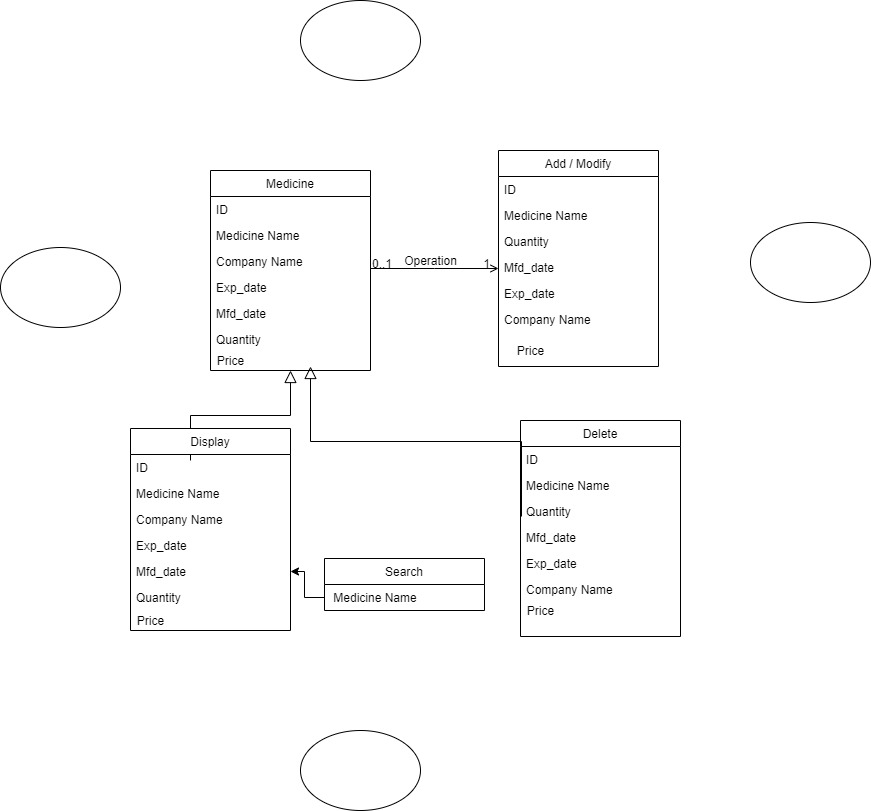 Medicine
ID
Medicine Name
Company Name
Exp_date
Mfd_date
Quantity
Price
0..1
Operation
1
Add / Modify
ID
Medicine Name
Quantity
Mfd_date
Exp_date
Company Name
Price
Display
ID
Medicine Name
Company Name
Exp_date
Mfd_date
Quantity
Price
Search
Medicine Name
Delete
ID
Medicine Name
Quantity
Mfd_date
Exp_date
Company Name
Price